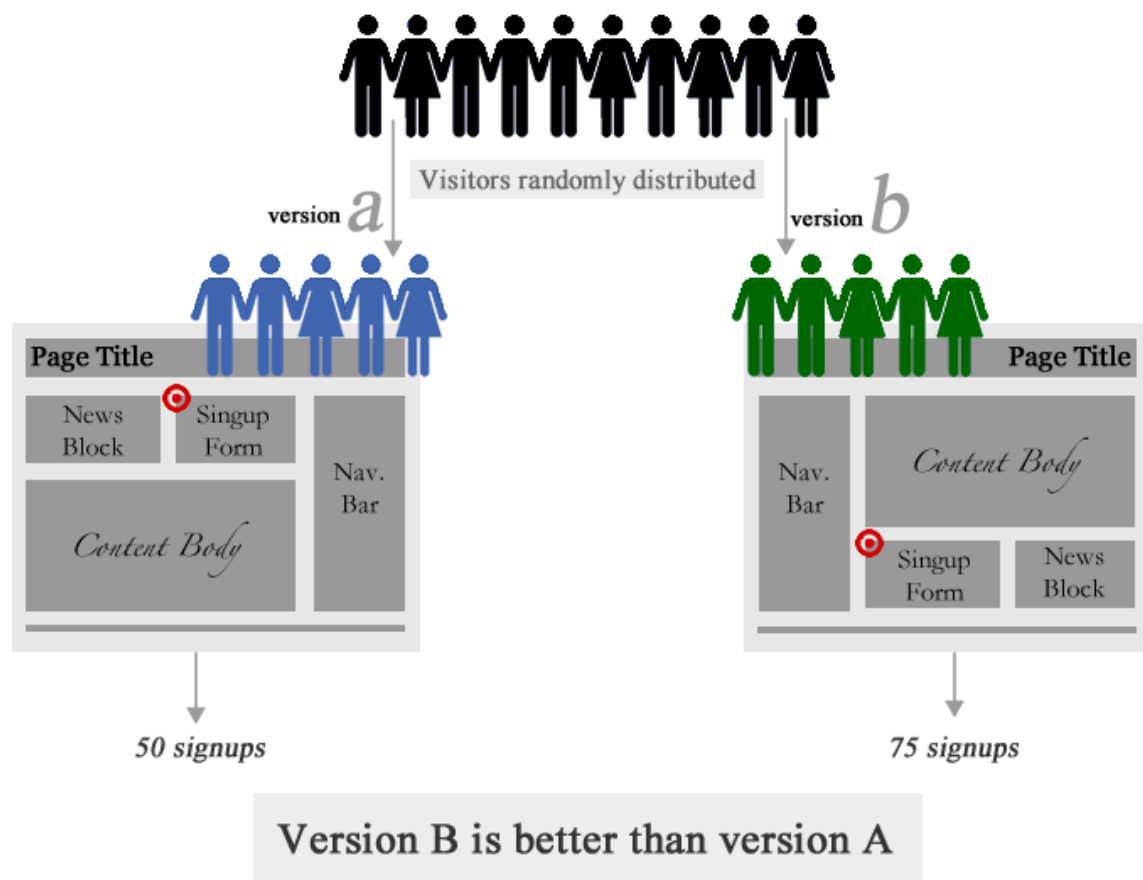 Visitors randomly distributed
version a
version b
Page Title
News
Block
Singup
Form
Nav.
Bar
Content Body
Page Title
Nav.
Bar
Content Body
Singup
Form
News
Block
50 signups
75 signups
Version B is better than version A